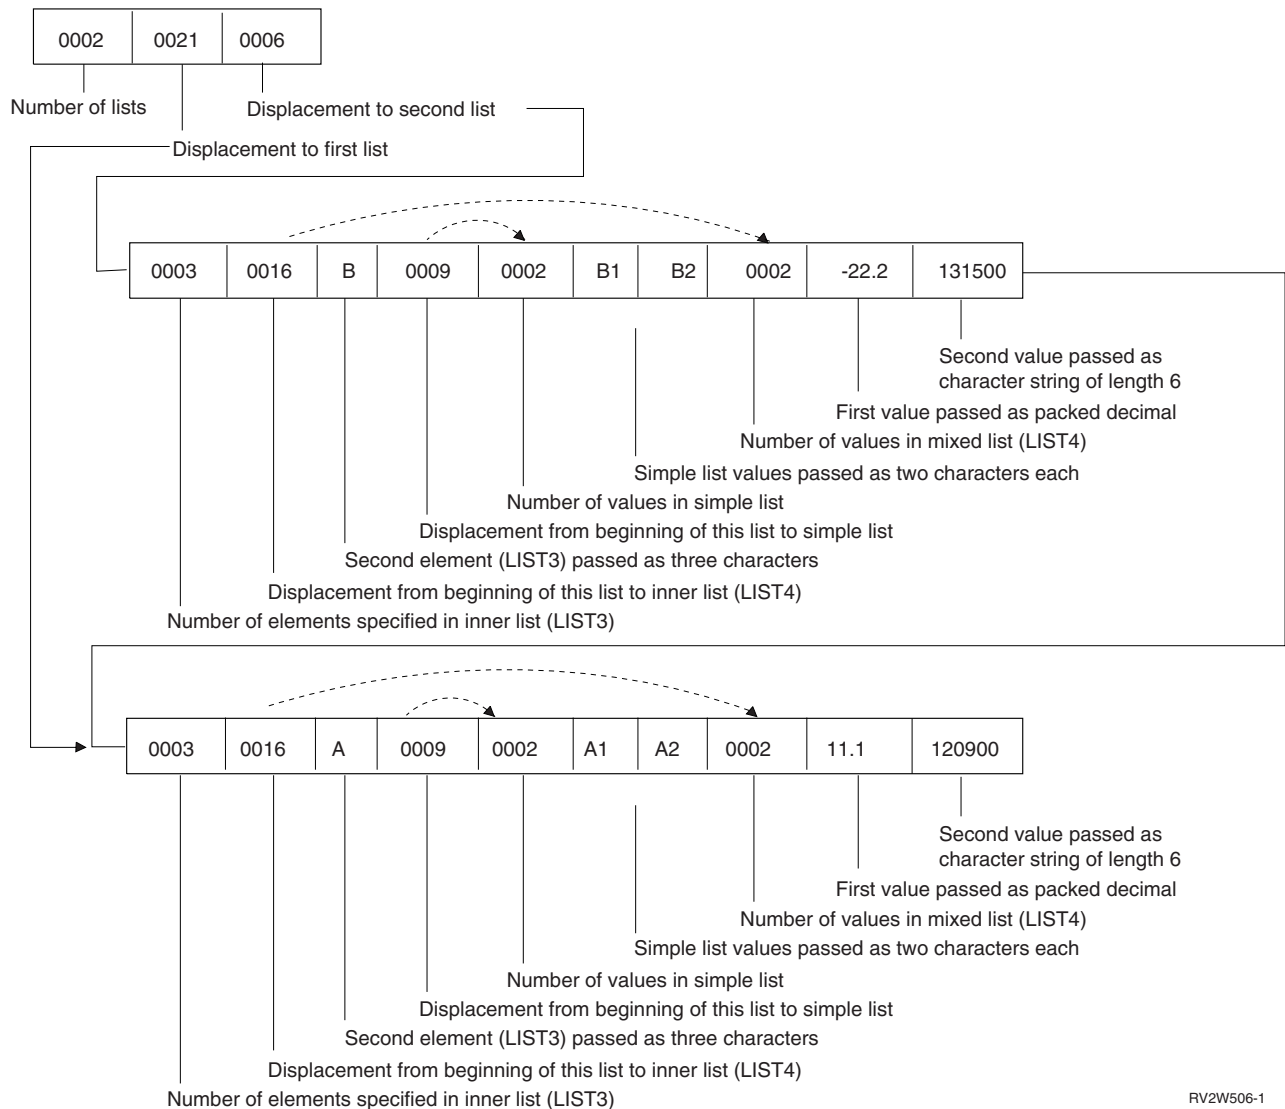 0002 0021 0006
Number of lists
Displacement to second list
Displacement to first list
0003 0016 B 0009 0002 B1 B2 0002 -22.2 131500
Second value passed as
character string of length 6
First value passed as packed decimal
Number of values in mixed list (LIST4)
Simple list values passed as two characters each
Number of values in simple list
Displacement from beginning of this list to simple list
Second element (LIST3) passed as three characters
Displacement from beginning of this list to inner list (LIST4)
Number of elements specified in inner list (LIST3)
0003 0016 A 0009 0002 A1 A2 0002 11.1 120900
Second value passed as
character string of length 6
First value passed as packed decimal
Number of values in mixed list (LIST4)
Simple list values passed as two characters each
Number of values in simple list
Displacement from beginning of this list to simple list
Second element (LIST3) passed as three characters
Displacement from beginning of this list to inner list (LIST4)
Number of elements specified in inner list (LIST3)
RV2W506-1